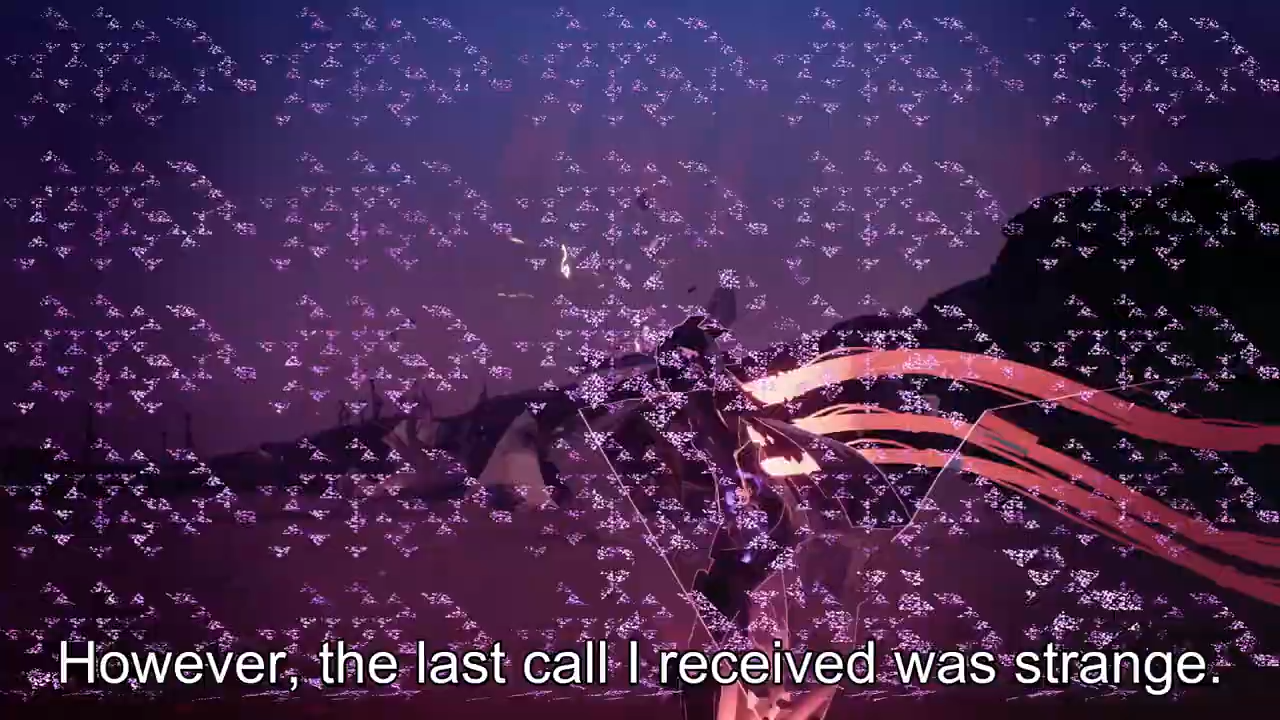 However, the last call I received was strange.